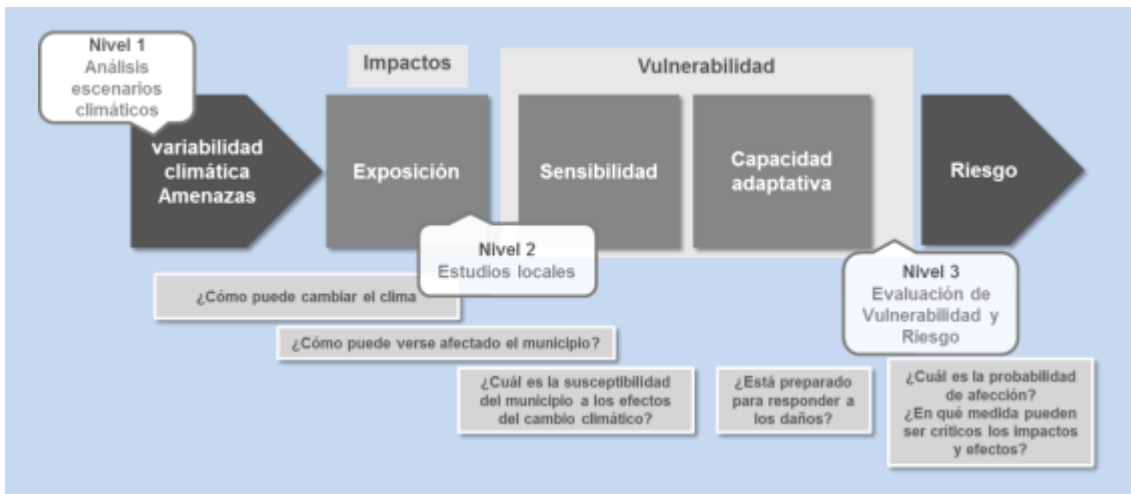 Nivel 1
Análisis
escenarios
climáticos
variabilidad
climática
Amenazas
Impactos
Exposición
Vulnerabilidad
Sensibilidad
Capacidad
adaptativa
Riesgo
Nivel 2
Estudios locales
Nivel 3
Evaluación de
Vulnerabilidad y
Riesgo
¿Cómo puede cambiar el clima
¿Cómo puede verse afectado el municipio?
¿Cuál es la susceptibilidad
del municipio a los efectos
del cambio climático?
¿Está preparado
para responder a
los daños?
¿Cuál es la probabilidad
de afección?
¿En qué medida pueden
ser críticos los impactos
y efectos?